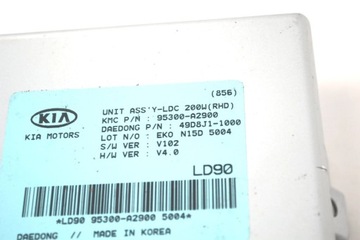 (856)
KIA
KIA MOTORS
UNIT ASS'Y-LDC 200W(RHD)
KMC P/N : 95300-A2900
DAEDONG P/N : 49D8J1-1000
LOT N/O : EKO N15D 5004
S/W VER : V102
H/W VER : V4.0
LD90
*LD90 95300-A2900 5004*
DAEDONG // MADE IN KOREA